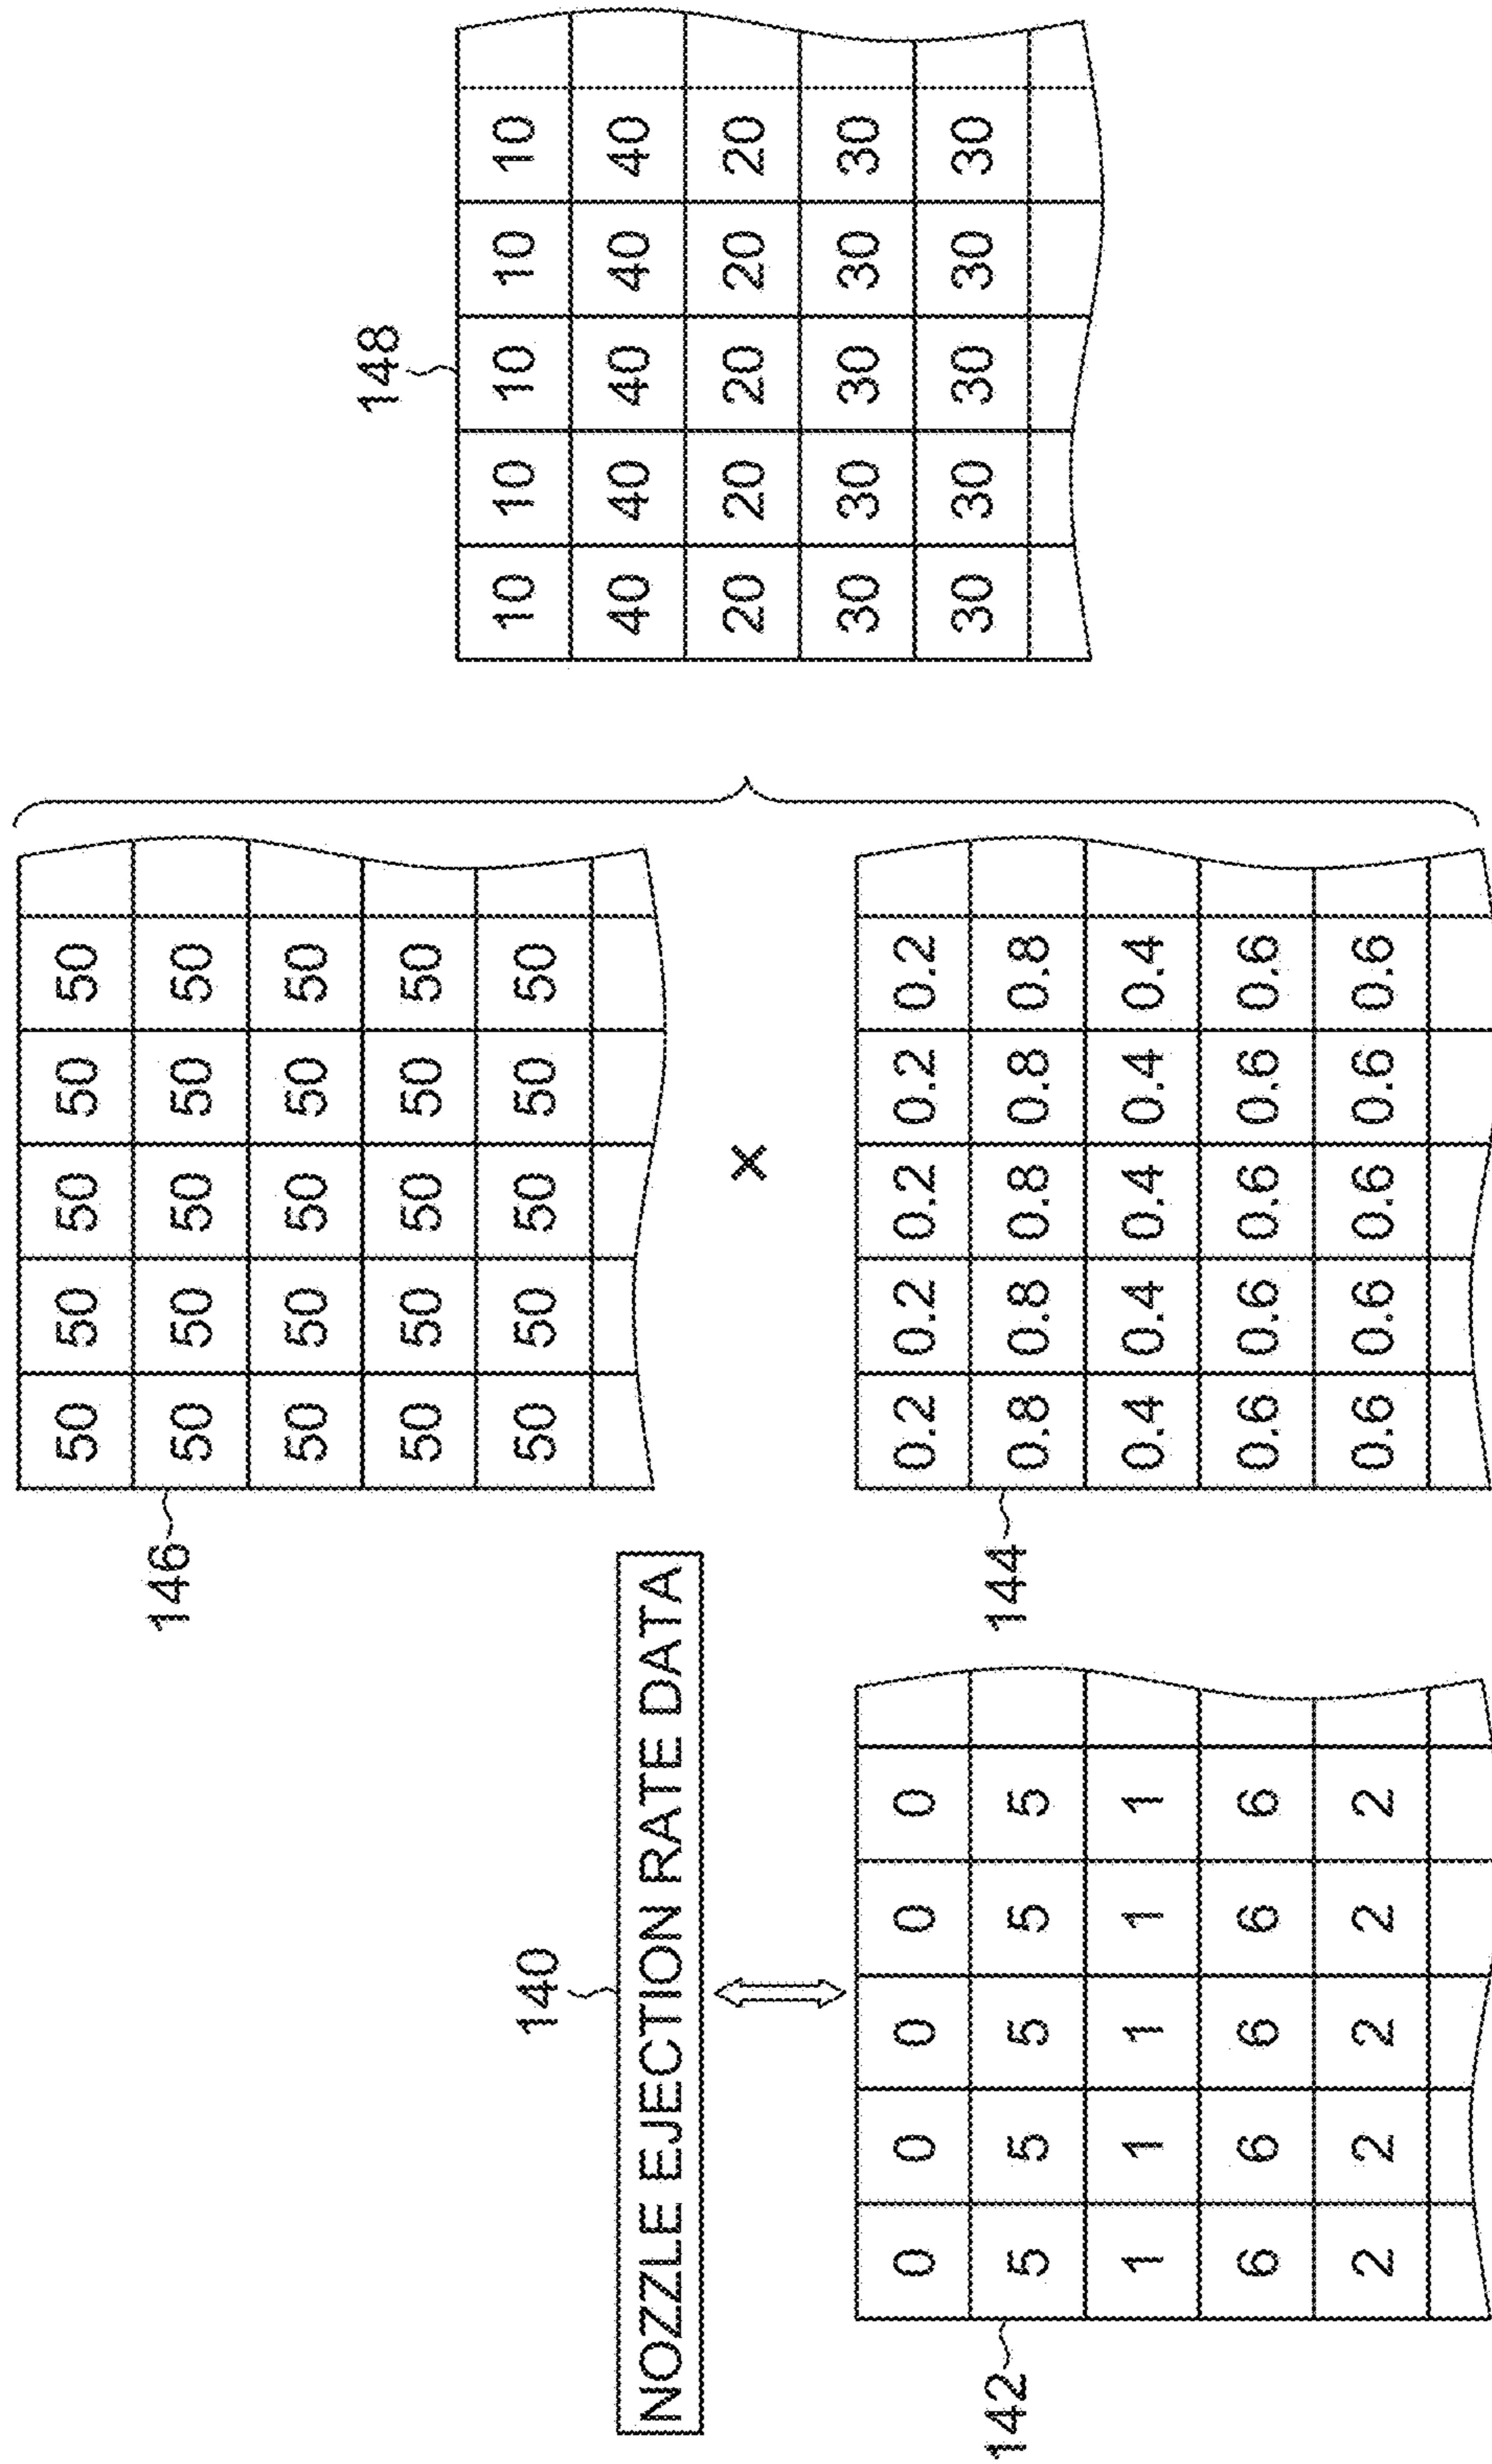 140
NOZZLE EJECTION RATE DATA
142
0 0 0 0 0
5 5 5 5 5
1 1 1 1 1
6 6 6 6 6
2 2 2 2 2
146
50 50 50 50 50
50 50 50 50 50
50 50 50 50 50
50 50 50 50 50
50 50 50 50 50
×
144
0.2 0.2 0.2 0.2 0.2
0.8 0.8 0.8 0.8 0.8
0.4 0.4 0.4 0.4 0.4
0.6 0.6 0.6 0.6 0.6
0.6 0.6 0.6 0.6 0.6
148
10 10 10 10 10
40 40 40 40 40
20 20 20 20 20
30 30 30 30 30
30 30 30 30 30